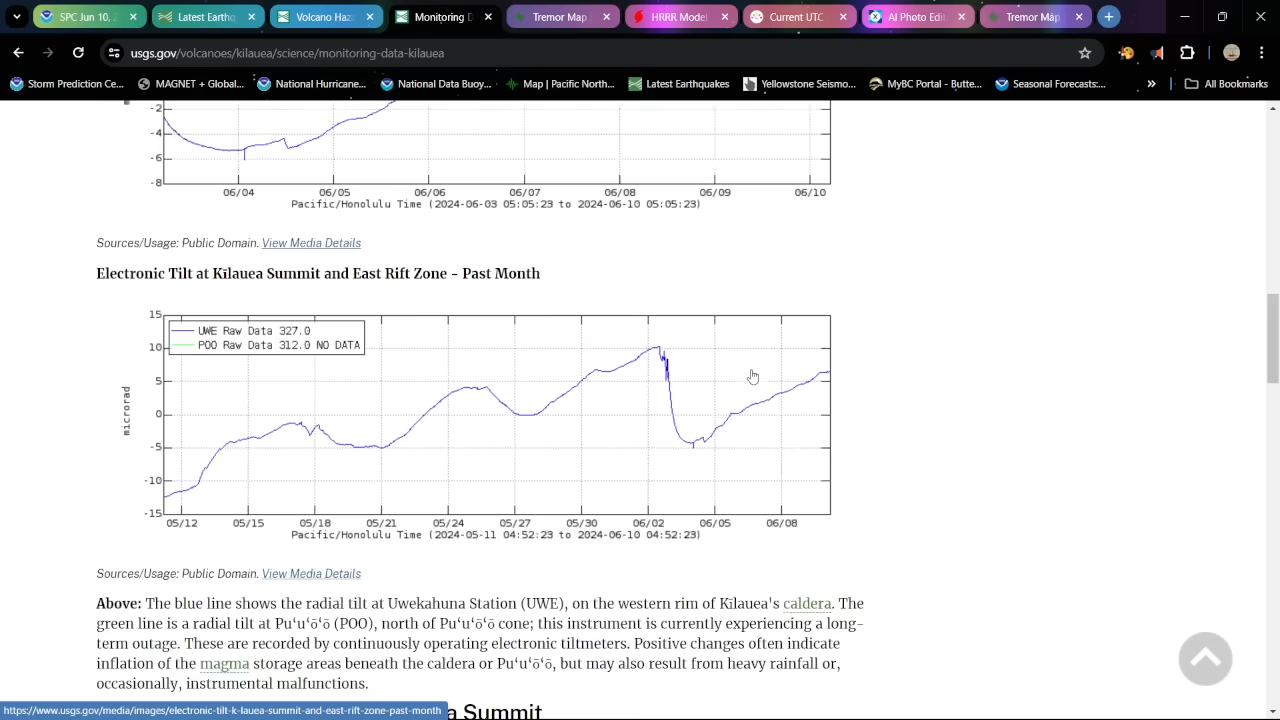 SPC Jun 10, 2
Latest Earthq
Volcano Haza
Monitoring D
Tremor Map |
HRRR Model
Current UTC
AI Photo Edit
Tremor Map |
usgs.gov/volcanoes/kilauea/science/monitoring-data-kilauea
Storm Prediction Ce...
MAGNET + Global...
National Hurricane...
National Data Buoy...
Map | Pacific North...
Latest Earthquakes
Yellowstone Seismo...
MyBC Portal - Butte...
Seasonal Forecasts:...
»
All Bookmarks
-2
-4
-6
-8
06/04 06/05 06/06 06/07 06/08 06/09 06/10
Pacific/Honolulu Time (2024-06-03 05:05:23 to 2024-06-10 05:05:23)
Sources/Usage: Public Domain. View Media Details
Electronic Tilt at Kīlauea Summit and East Rift Zone - Past Month
15
UWE Raw Data 327.0
POO Raw Data 312.0 NO DATA
10
5
0
-5
-10
-15
microrad
05/12 05/15 05/18 05/21 05/24 05/27 05/30 06/02 06/05 06/08
Pacific/Honolulu Time (2024-05-11 04:52:23 to 2024-06-10 04:52:23)
Sources/Usage: Public Domain. View Media Details
Above: The blue line shows the radial tilt at Uwekahuna Station (UWE), on the western rim of Kīlauea's caldera. The
green line is a radial tilt at Puʻuʻōʻō (POO), north of Puʻuʻōʻō cone; this instrument is currently experiencing a long-
term outage. These are recorded by continuously operating electronic tiltmeters. Positive changes often indicate
inflation of the magma storage areas beneath the caldera or Puʻuʻōʻō, but may also result from heavy rainfall or,
occasionally, instrumental malfunctions.
https://www.usgs.gov/media/images/electronic-tilt-k-lauea-summit-and-east-rift-zone-past-month
a Summit